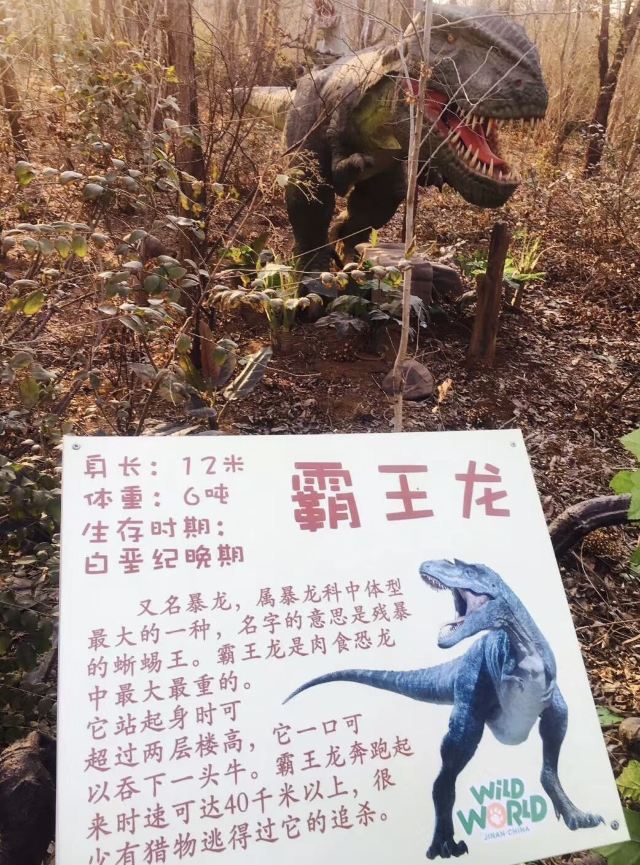 身长：12米
体重：6吨
生存时期：
白垩纪晚期
霸王龙
又名暴龙，属暴龙科中体型
最大的一种，名字的意思是残暴
的蜥蜴王。霸王龙是肉食恐龙
中最大最重的。
它站起身时可
超过两层楼高，它一口可
以吞下一头牛。霸王龙奔跑起
来时速可达40千米以上，很
少有猎物逃得过它的追杀。
WiLD
WORLD
JINAN·CHINA